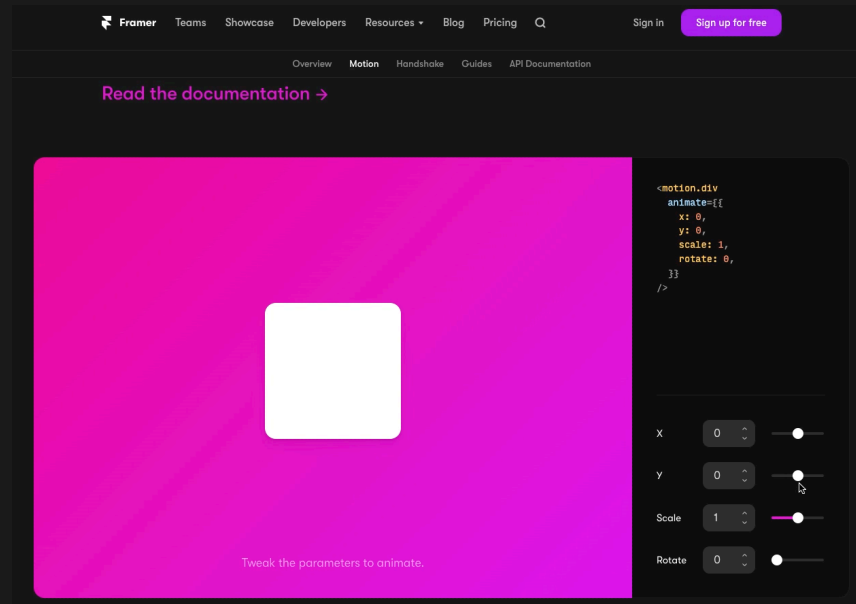 Framer Teams Showcase Developers Resources Blog Pricing Sign in Sign up for free
Overview Motion Handshake Guides API Documentation
Read the documentation →
<motion.div
animate={{
x: 0,
y: 0,
scale: 1,
rotate: 0,
}}
/>
X 0
Y 0
Scale 1
Rotate 0
Tweak the parameters to animate.